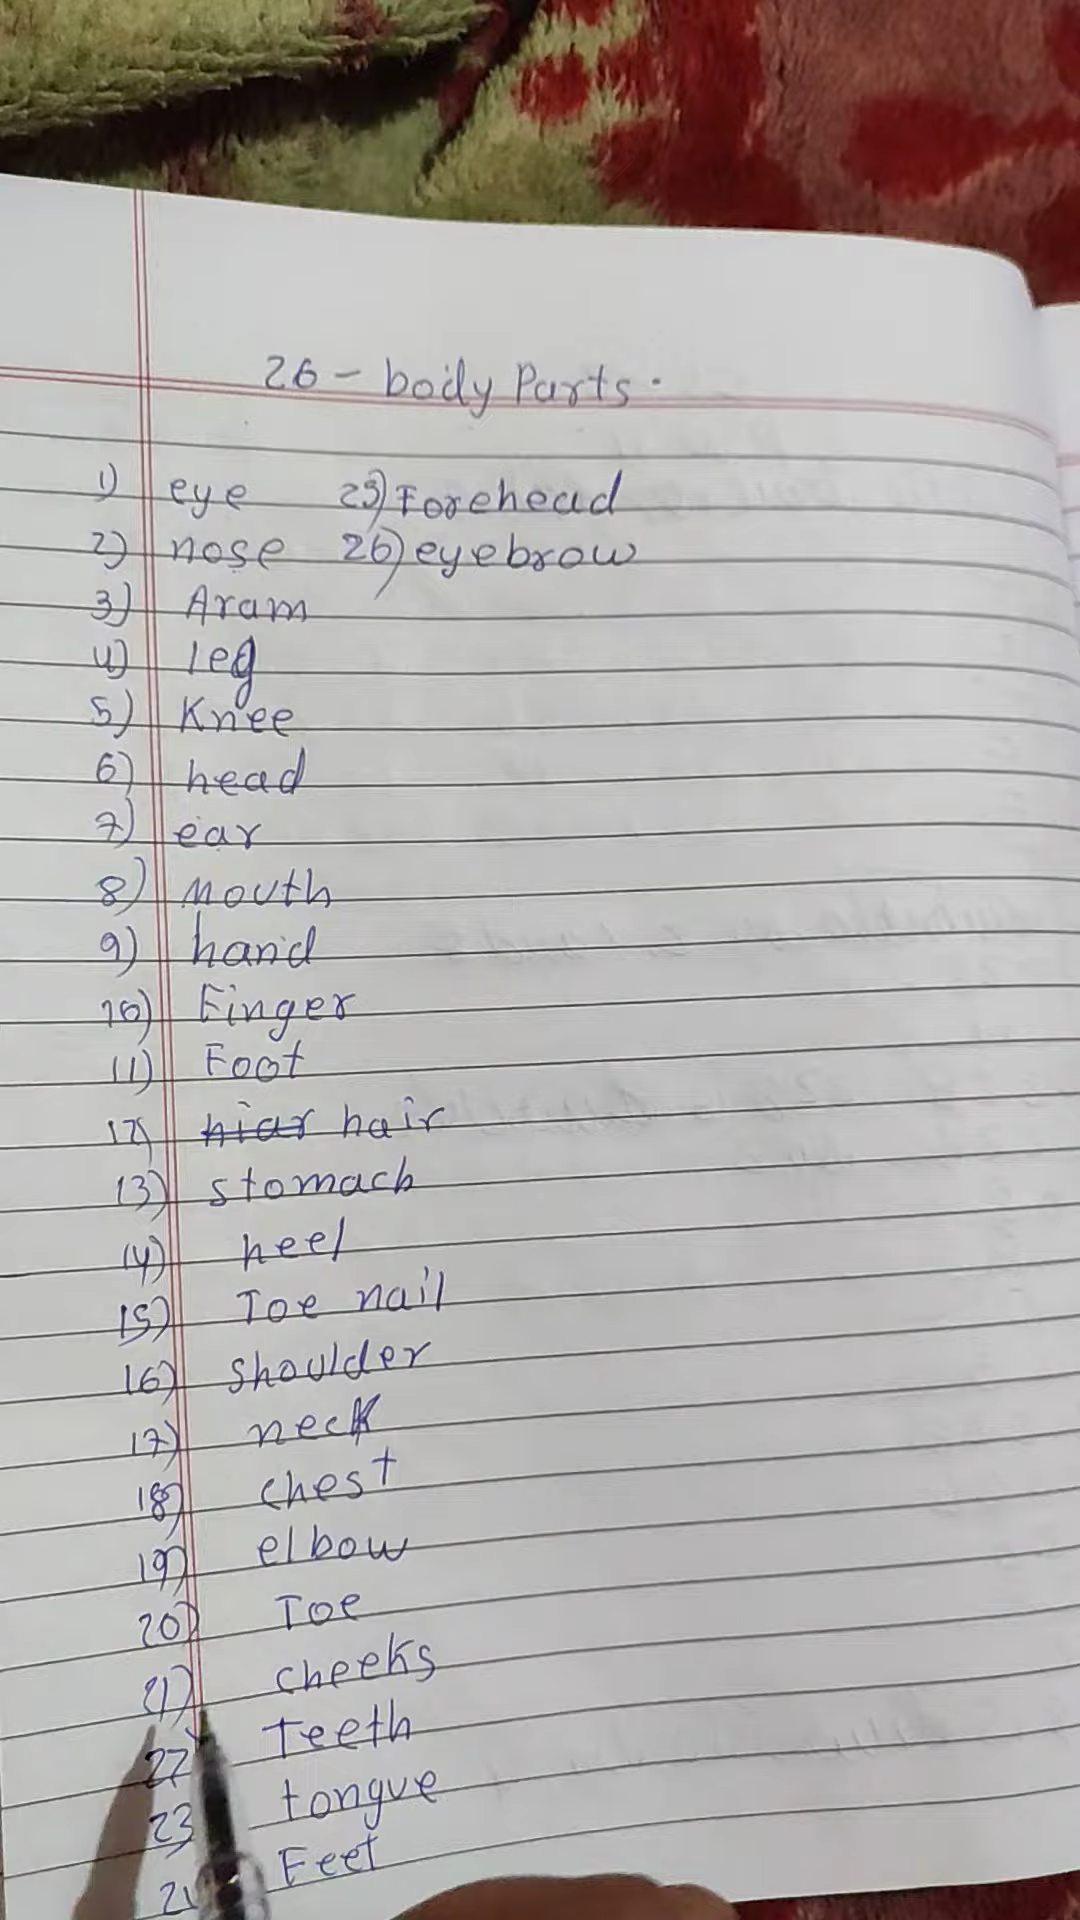 26 - body Parts.
1) eye 25) Forehead
2) nose 26) eyebrow
3) Aram
4) leg
5) Knee
6) head
7) ear
8) Mouth
9) hand
10) Finger
11) Foot
12) hiar hair
13) stomach
14) heel
15) Toe nail
16) shoulder
17) neck
18) chest
19) elbow
20) Toe
21) cheeks
22 Teeth
23 tongue
Feet